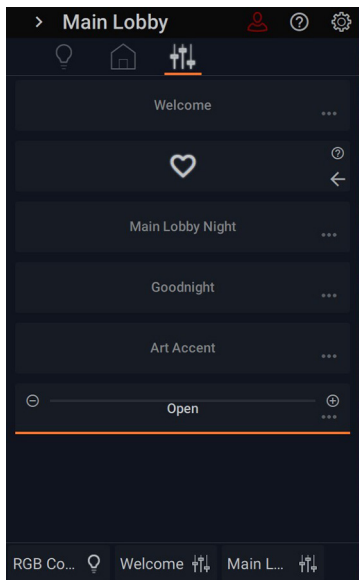 Main Lobby
Welcome
Main Lobby Night
Goodnight
Art Accent
Open
RGB Co... Welcome Main L...